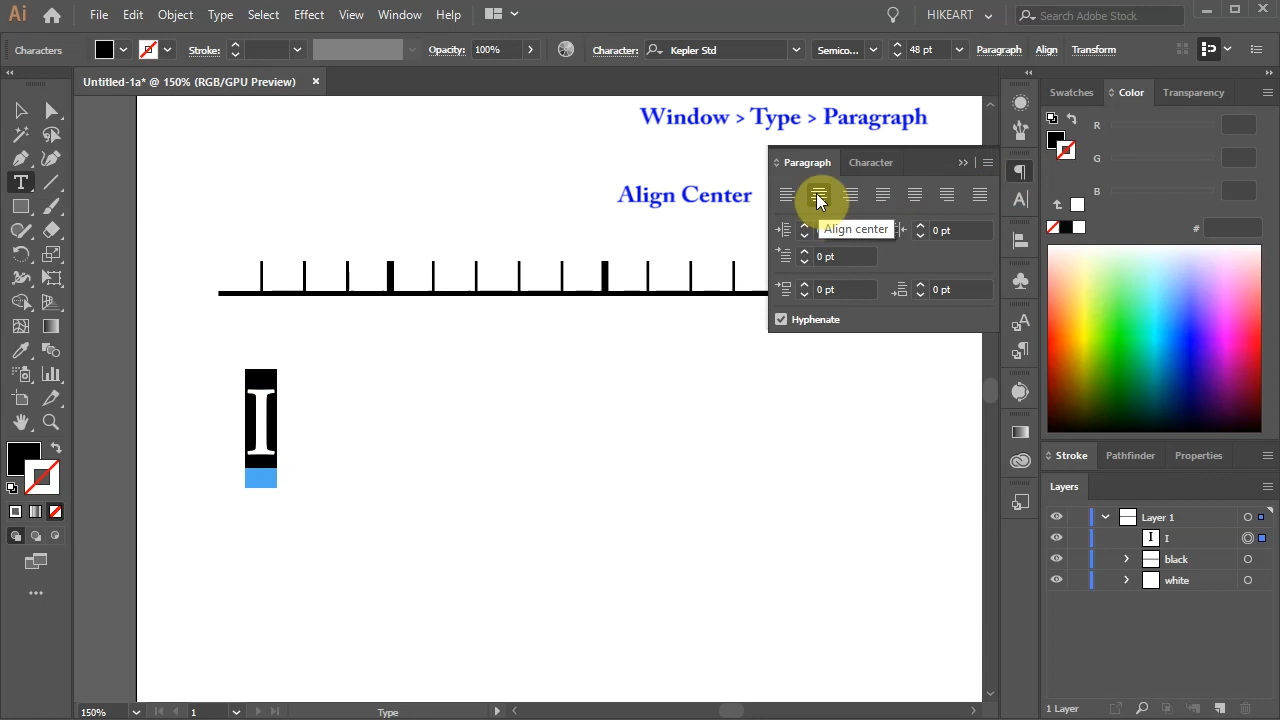 Ai File Edit Object Type Select Effect View Window Help HIKEART Search Adobe Stock
Characters Stroke: Opacity: 100% Character: Kepler Std Semico... 48 pt Paragraph Align Transform
Untitled-1a* @ 150% (RGB/GPU Preview)
Swatches Color Transparency
Window > Type > Paragraph
R
G
B
#
Paragraph Character
Align Center
Align center
0 pt
0 pt
0 pt 0 pt
Hyphenate
I
Stroke Pathfinder Properties
Layers
Layer 1
I I
black
white
1 Layer
150% 1 Type